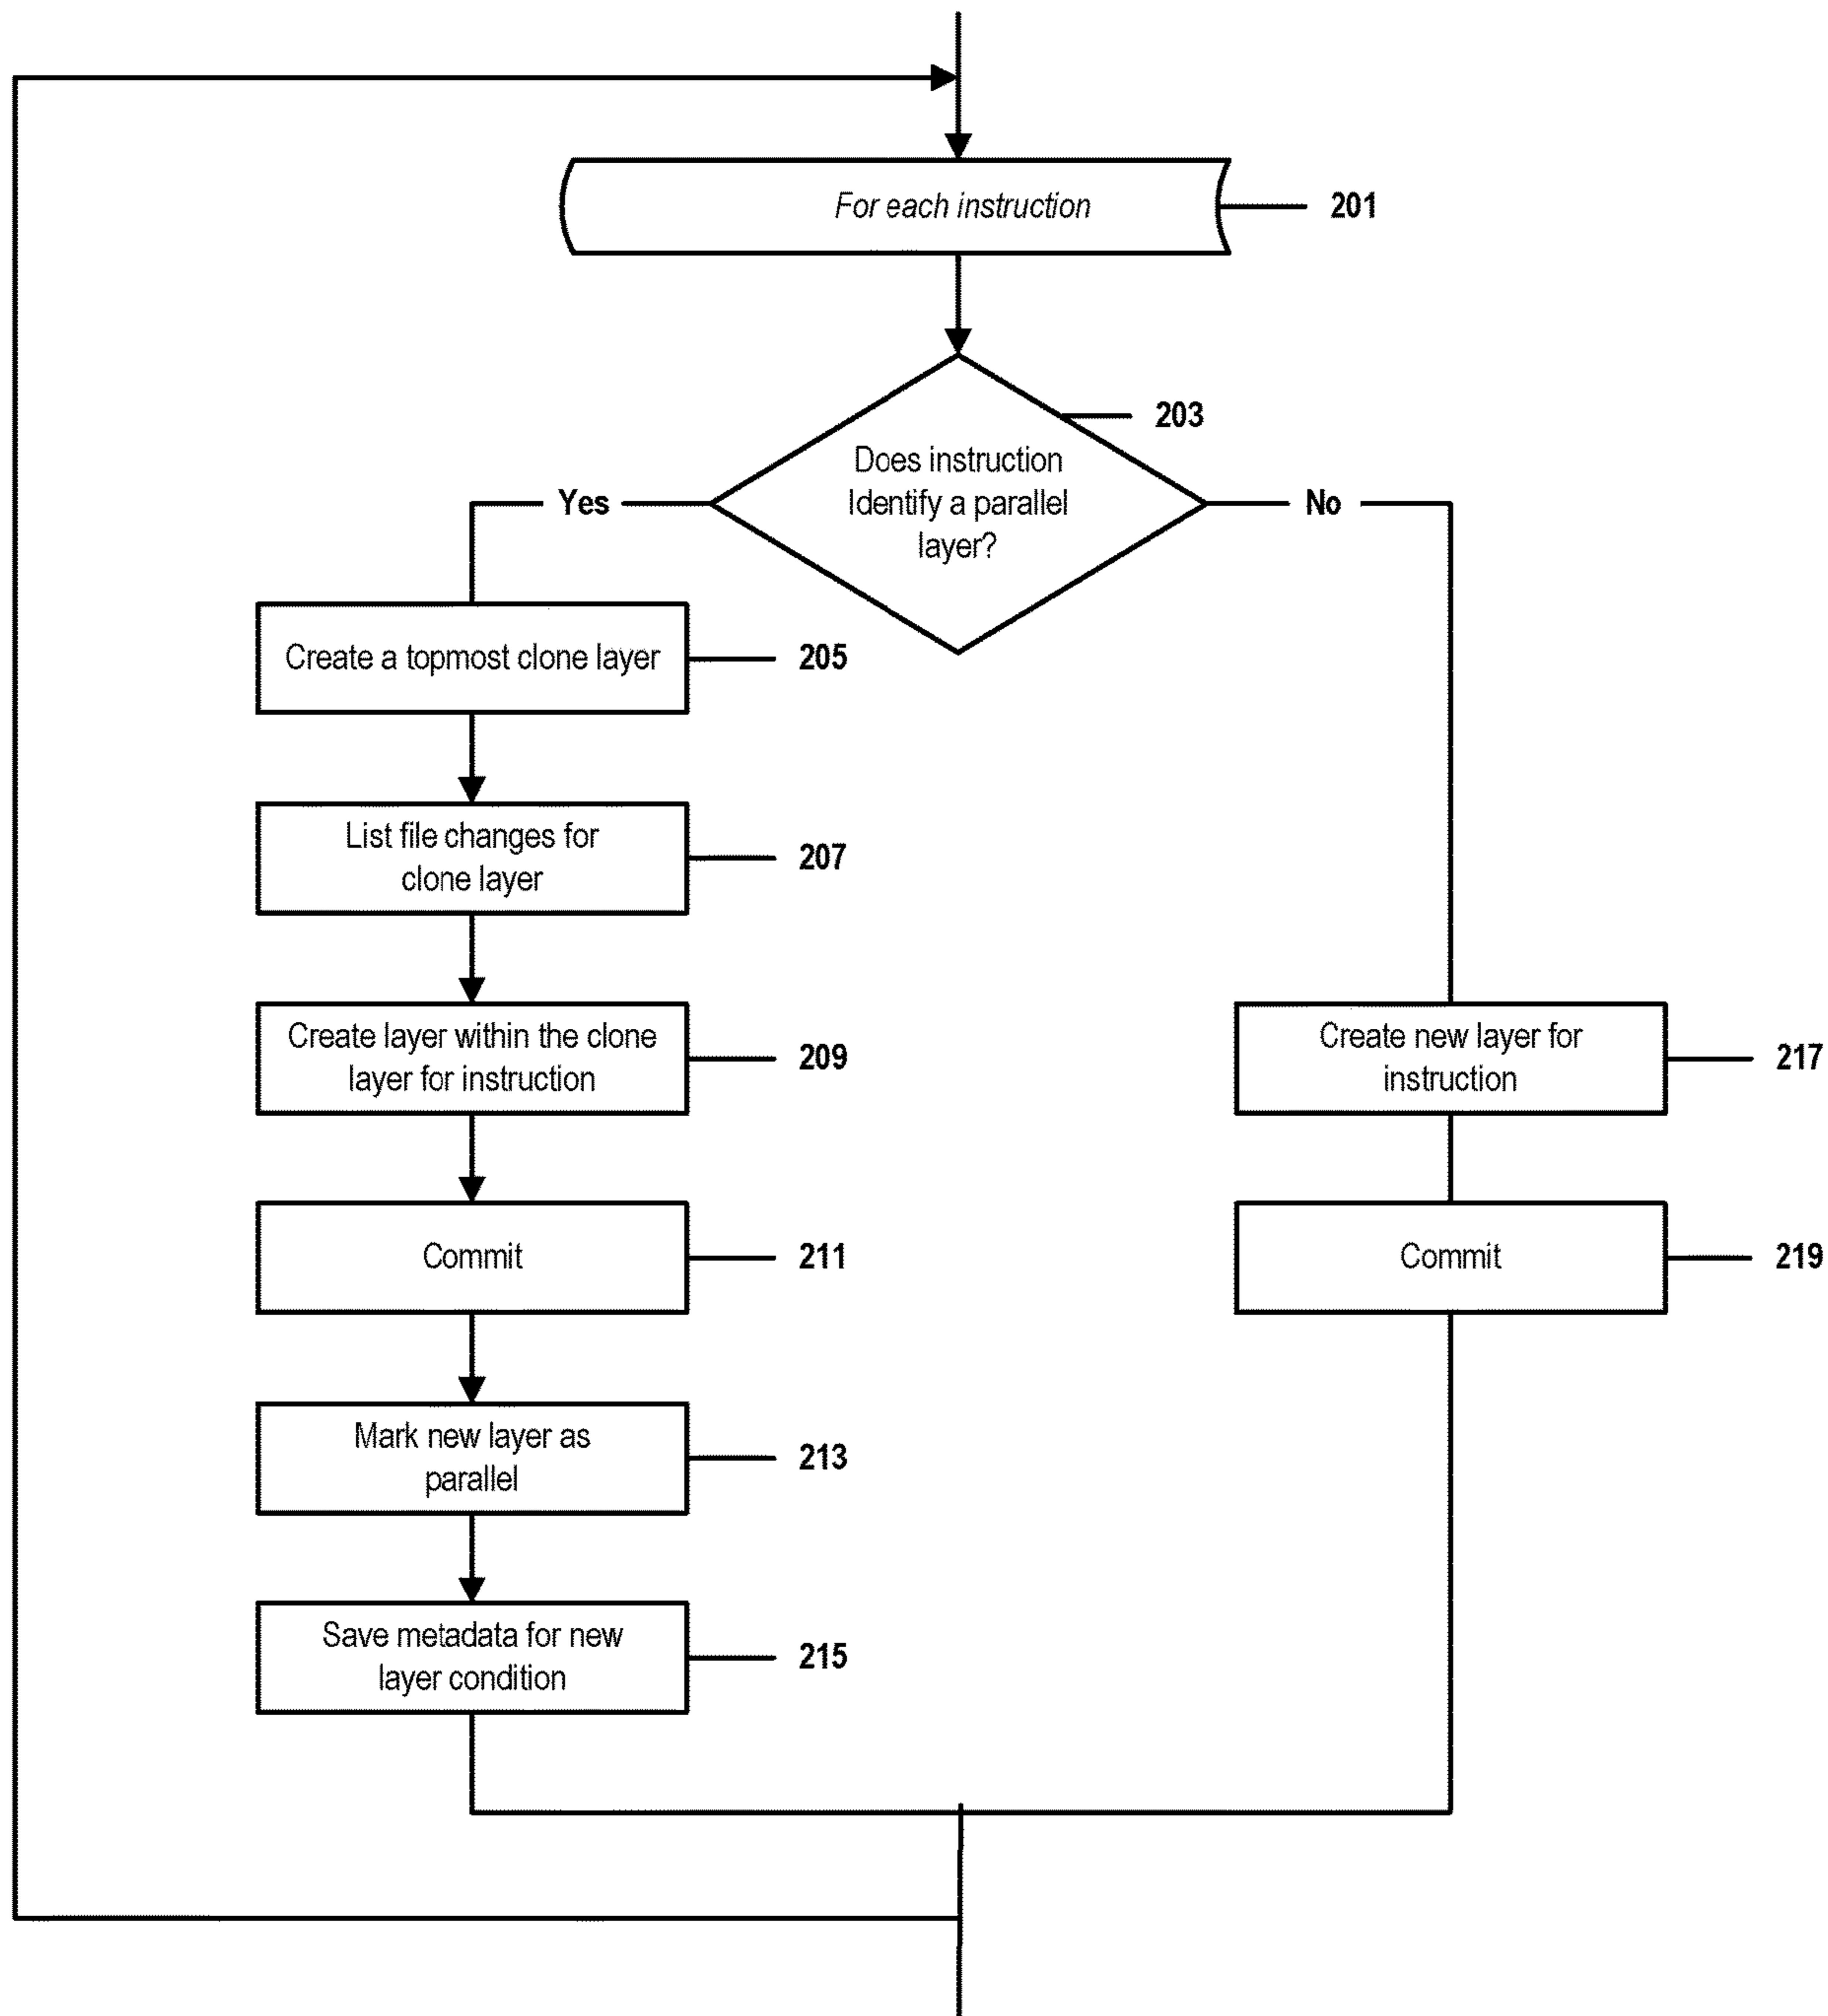 For each instruction
201
203
Does instruction
Identify a parallel
layer?
Yes
No
Create a topmost clone layer
205
List file changes for
clone layer
207
Create layer within the clone
layer for instruction
209
Create new layer for
instruction
217
Commit
211
Commit
219
Mark new layer as
parallel
213
Save metadata for new
layer condition
215